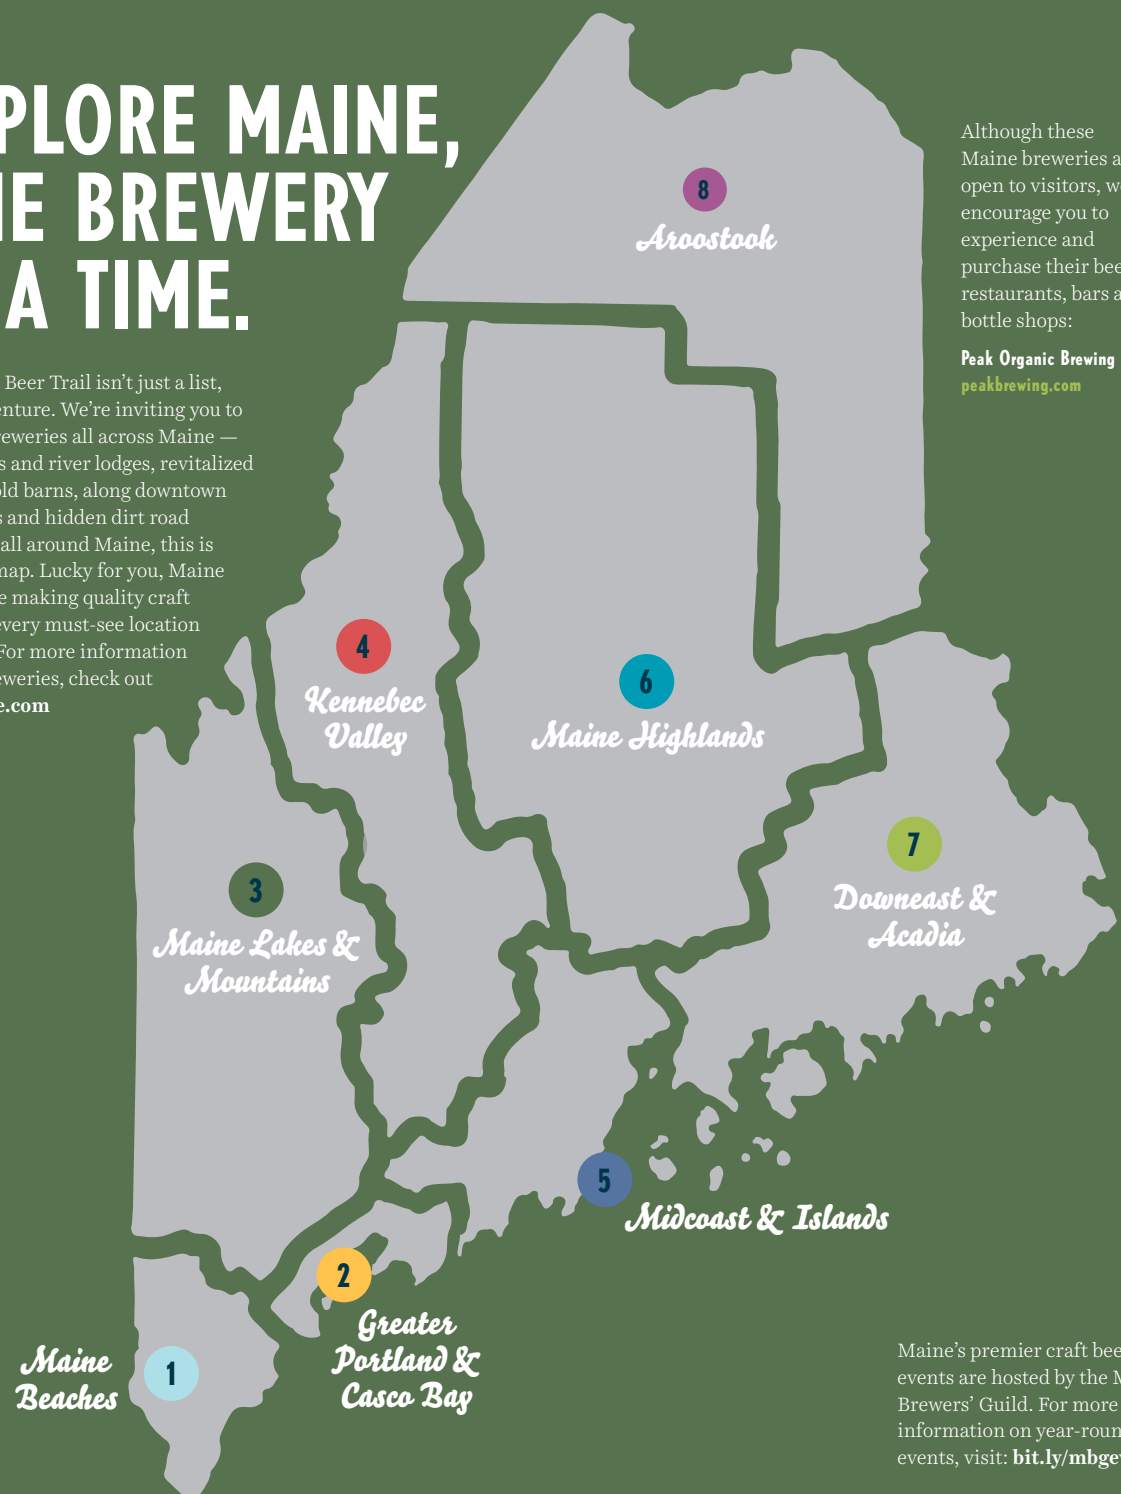 PLORE MAINE,
E BREWERY
A TIME.
Beer Trail isn’t just a list,
enture. We’re inviting you to
reweries all across Maine —
s and river lodges, revitalized
old barns, along downtown
s and hidden dirt road
all around Maine, this is
map. Lucky for you, Maine
e making quality craft
every must-see location
For more information
eweries, check out
e.com
Although these
Maine breweries a
open to visitors, we
encourage you to
experience and
purchase their bee
restaurants, bars a
bottle shops:
Peak Organic Brewing
peakbrewing.com
8
Aroostook
4
Kennebec
Valley
6
Maine Highlands
7
Downeast &
Acadia
3
Maine Lakes &
Mountains
5
Midcoast & Islands
2
Greater
Portland &
Casco Bay
Maine
Beaches
1
Maine’s premier craft bee
events are hosted by the M
Brewers’ Guild. For more
information on year-roun
events, visit: bit.ly/mbge